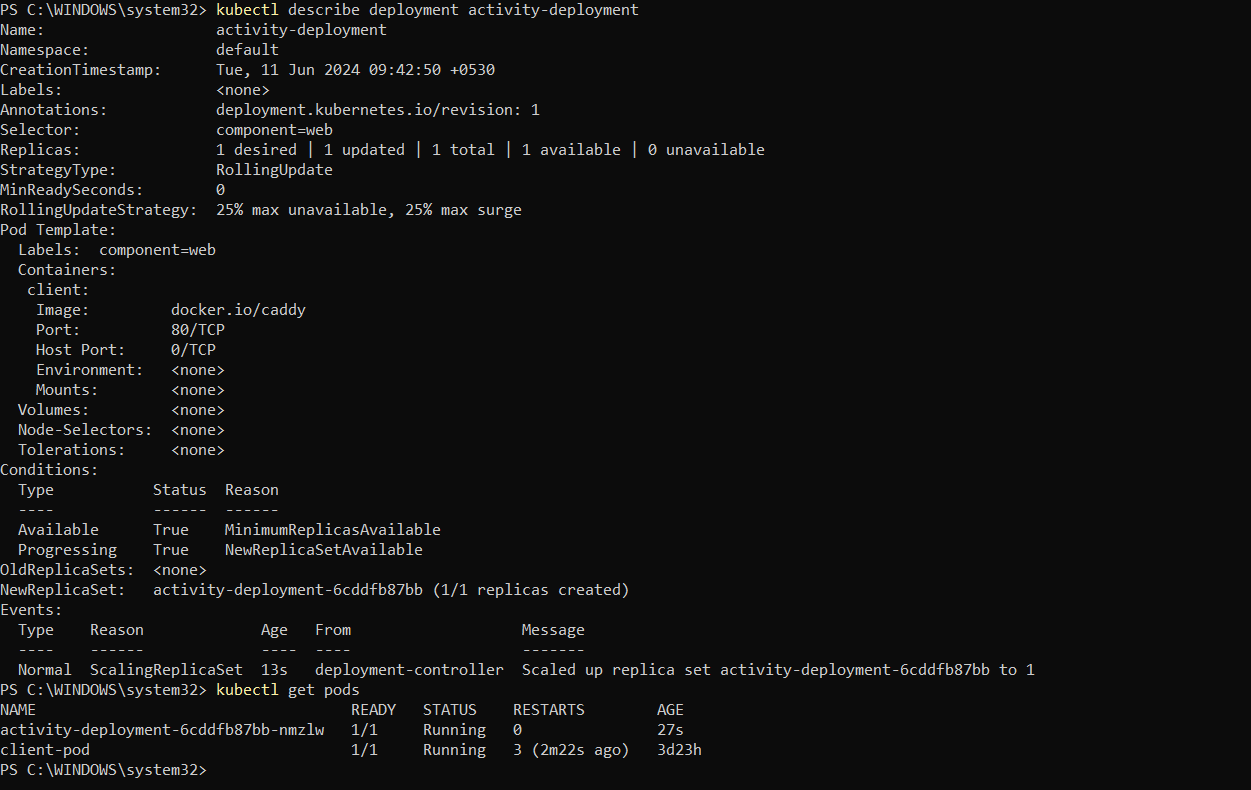 PS C:\WINDOWS\system32> kubectl describe deployment activity-deployment
Name:                   activity-deployment
Namespace:              default
CreationTimestamp:      Tue, 11 Jun 2024 09:42:50 +0530
Labels:                 <none>
Annotations:            deployment.kubernetes.io/revision: 1
Selector:               component=web
Replicas:               1 desired | 1 updated | 1 total | 1 available | 0 unavailable
StrategyType:           RollingUpdate
MinReadySeconds:        0
RollingUpdateStrategy:  25% max unavailable, 25% max surge
Pod Template:
  Labels:  component=web
  Containers:
   client:
    Image:         docker.io/caddy
    Port:          80/TCP
    Host Port:     0/TCP
    Environment:   <none>
    Mounts:        <none>
  Volumes:         <none>
  Node-Selectors:  <none>
  Tolerations:     <none>
Conditions:
  Type           Status  Reason
  ----           ------  ------
  Available      True    MinimumReplicasAvailable
  Progressing    True    NewReplicaSetAvailable
OldReplicaSets:  <none>
NewReplicaSet:   activity-deployment-6cddfb87bb (1/1 replicas created)
Events:
  Type    Reason             Age   From                   Message
  ----    ------             ----  ----                   -------
  Normal  ScalingReplicaSet  13s   deployment-controller  Scaled up replica set activity-deployment-6cddfb87bb to 1
PS C:\WINDOWS\system32> kubectl get pods
NAME                                   READY   STATUS    RESTARTS        AGE
activity-deployment-6cddfb87bb-nmzlw   1/1     Running   0               27s
client-pod                             1/1     Running   3 (2m22s ago)   3d23h
PS C:\WINDOWS\system32>